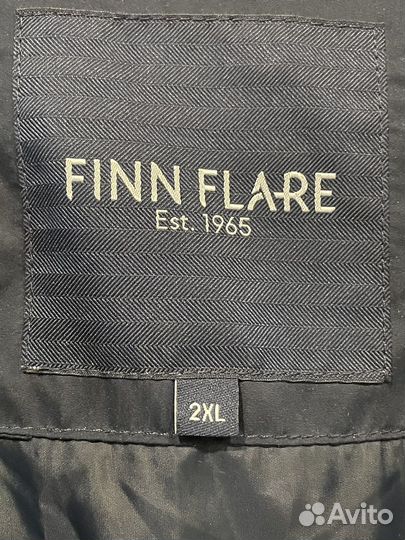 FINN FLARE
Est. 1965
2XL
Avito